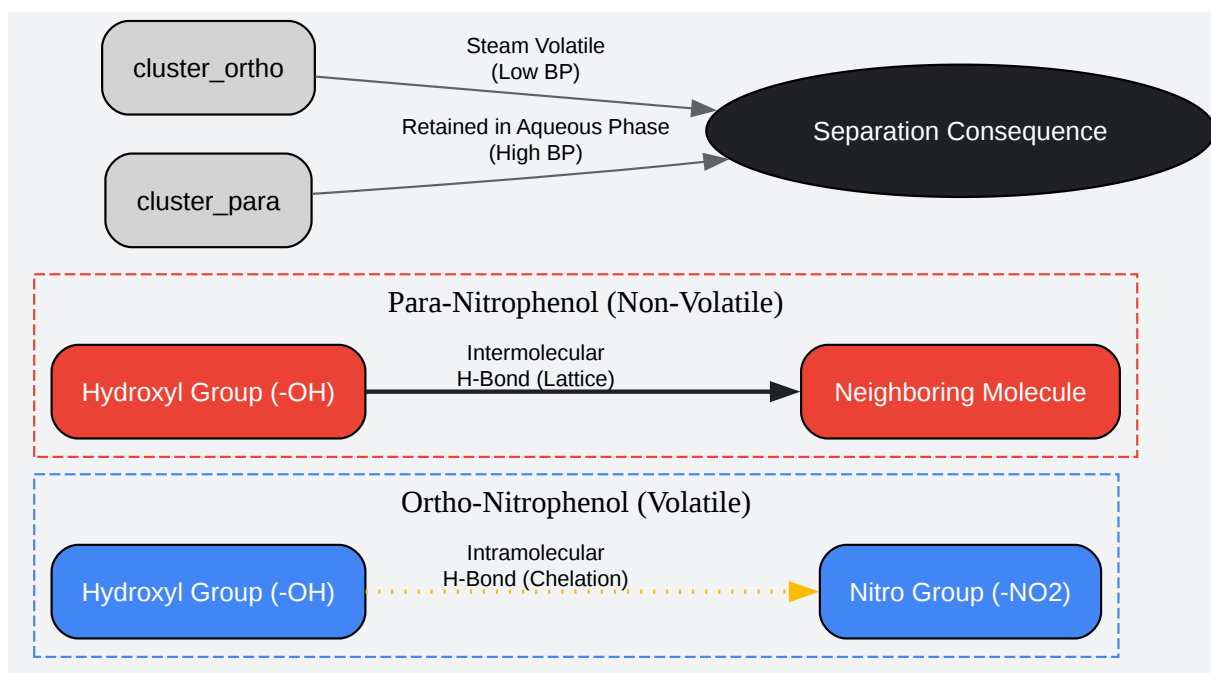 cluster_ortho
Steam Volatile
(Low BP)
Separation Consequence
Retained in Aqueous Phase
(High BP)
cluster_para
Para-Nitrophenol (Non-Volatile)
Hydroxyl Group (-OH)
Intermolecular
H-Bond (Lattice)
Neighboring Molecule
Ortho-Nitrophenol (Volatile)
Hydroxyl Group (-OH)
Intramolecular
H-Bond (Chelation)
Nitro Group (-NO2)